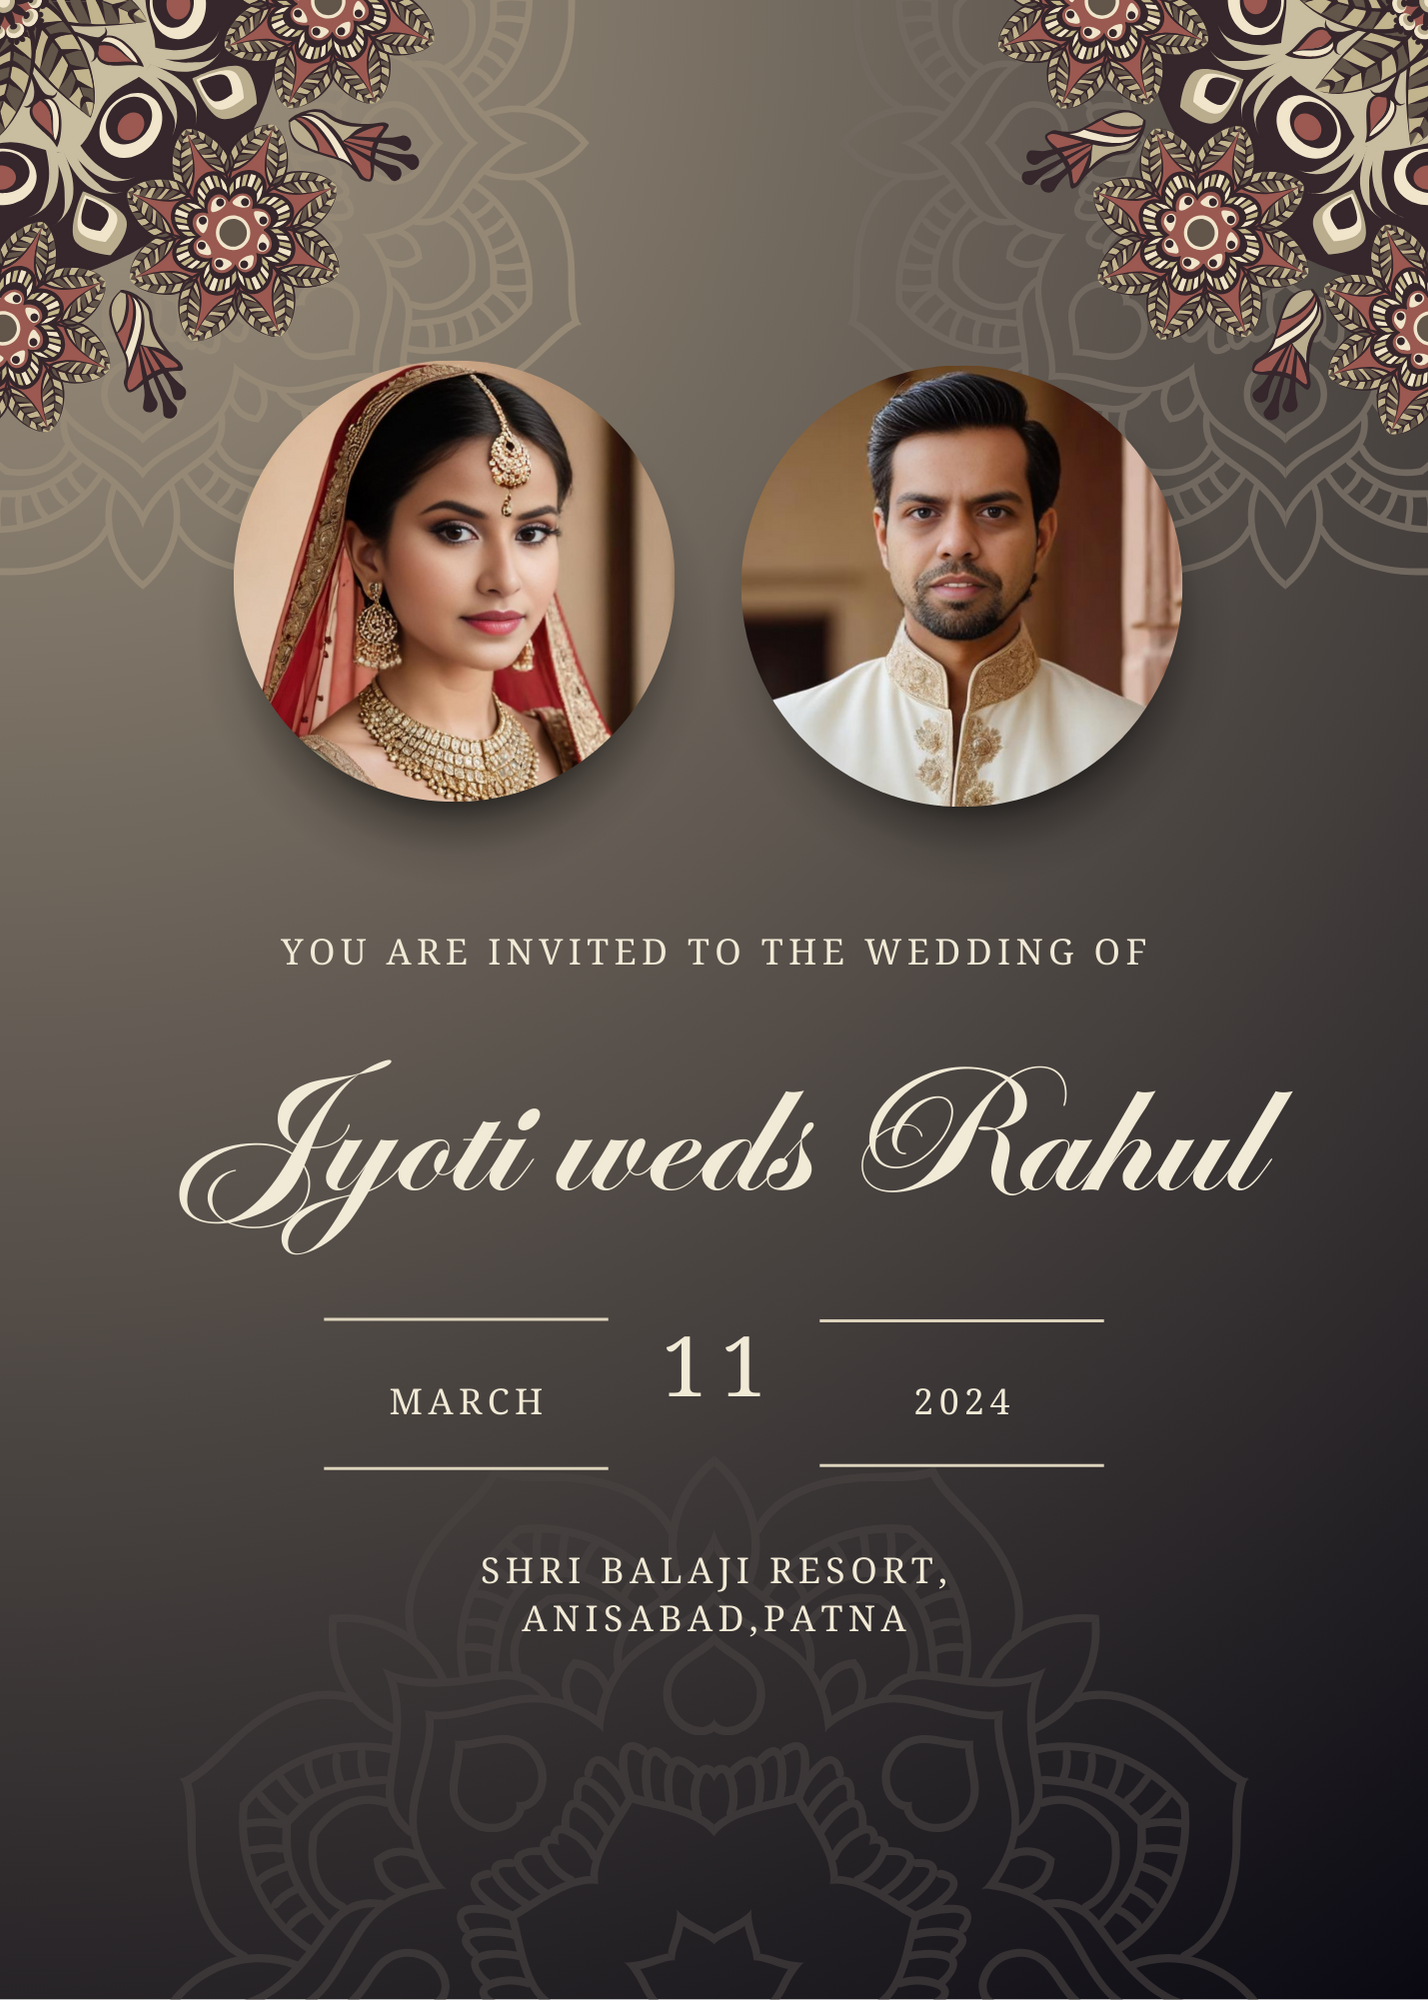 YOU ARE INVITED TO THE WEDDING OF
Jyoti weds Rahul
MARCH 11 2024
SHRI BALAJI RESORT,
ANISABAD,PATNA